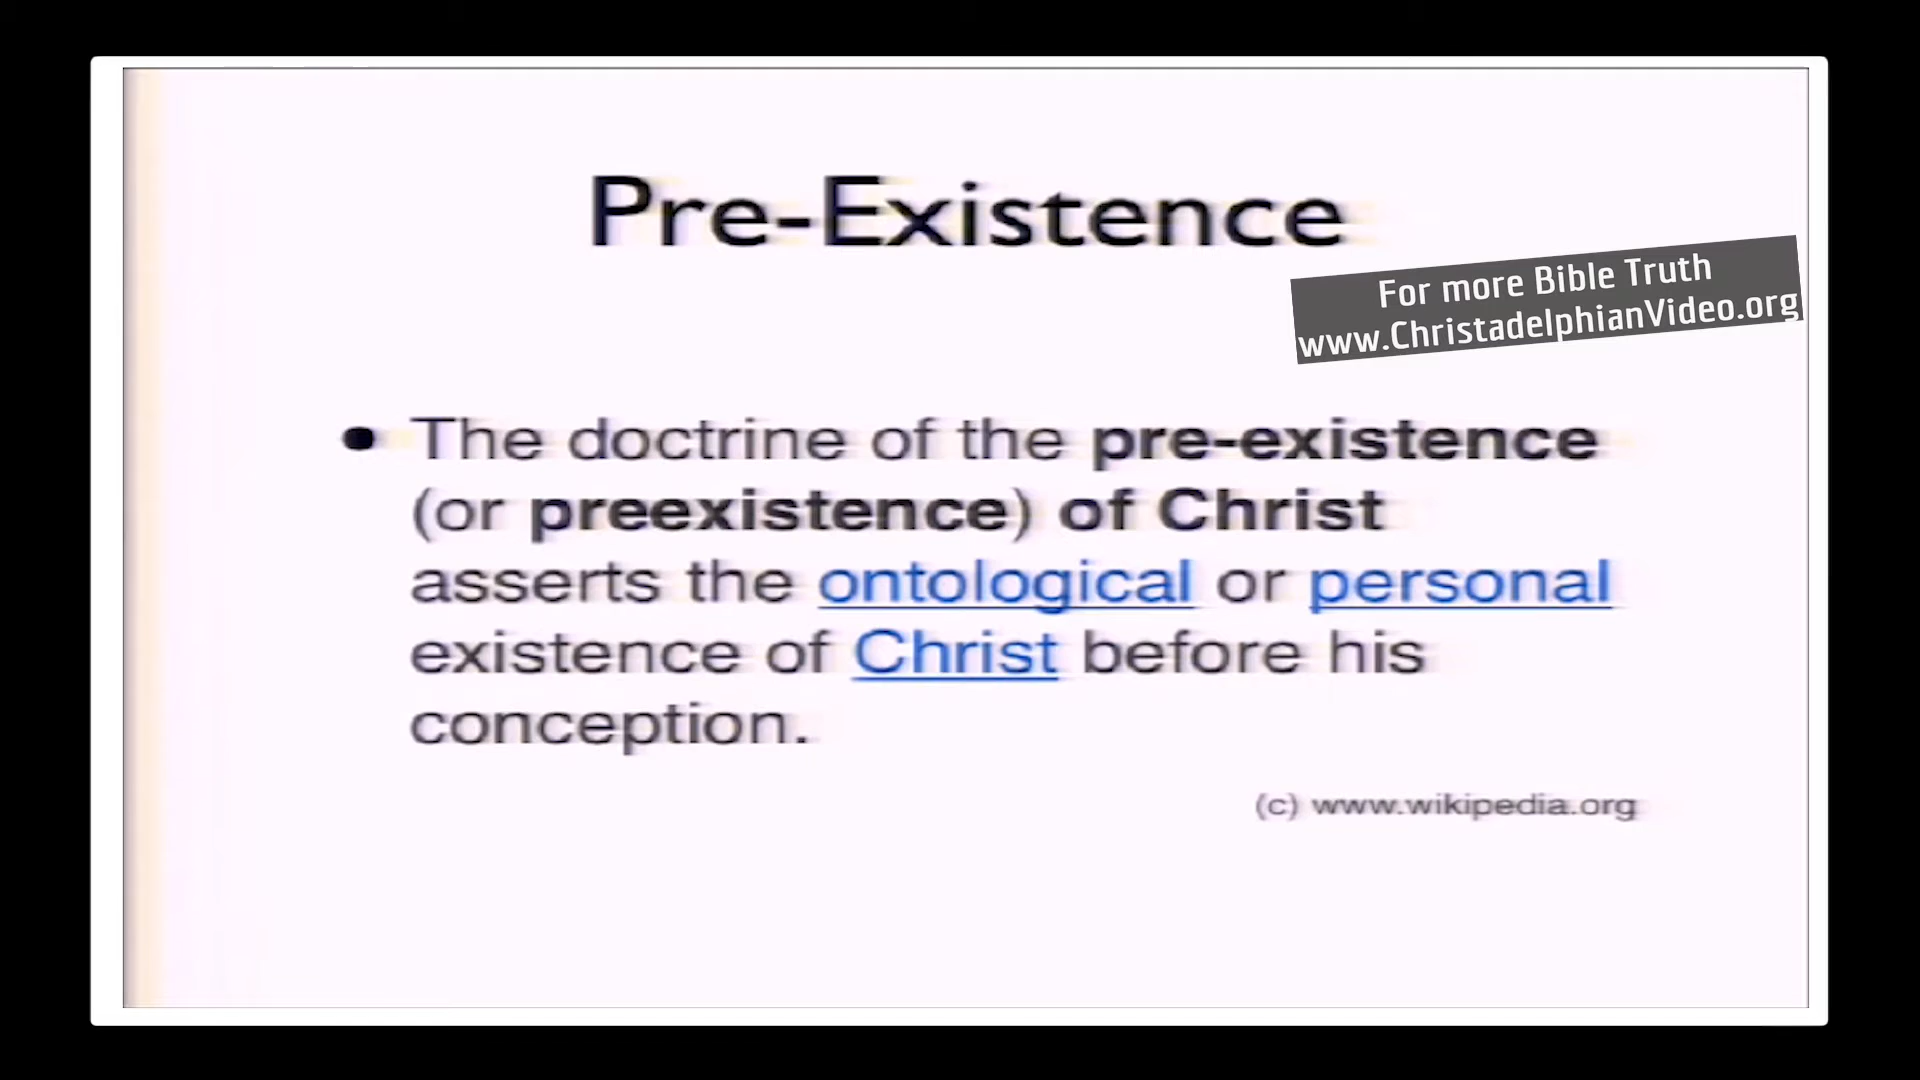 Pre-Existence
For more Bible Truth
www.ChristadelphianVideo.org
• The doctrine of the pre-existence
(or preexistence) of Christ
asserts the ontological or personal
existence of Christ before his
conception.
(c) www.wikipedia.org